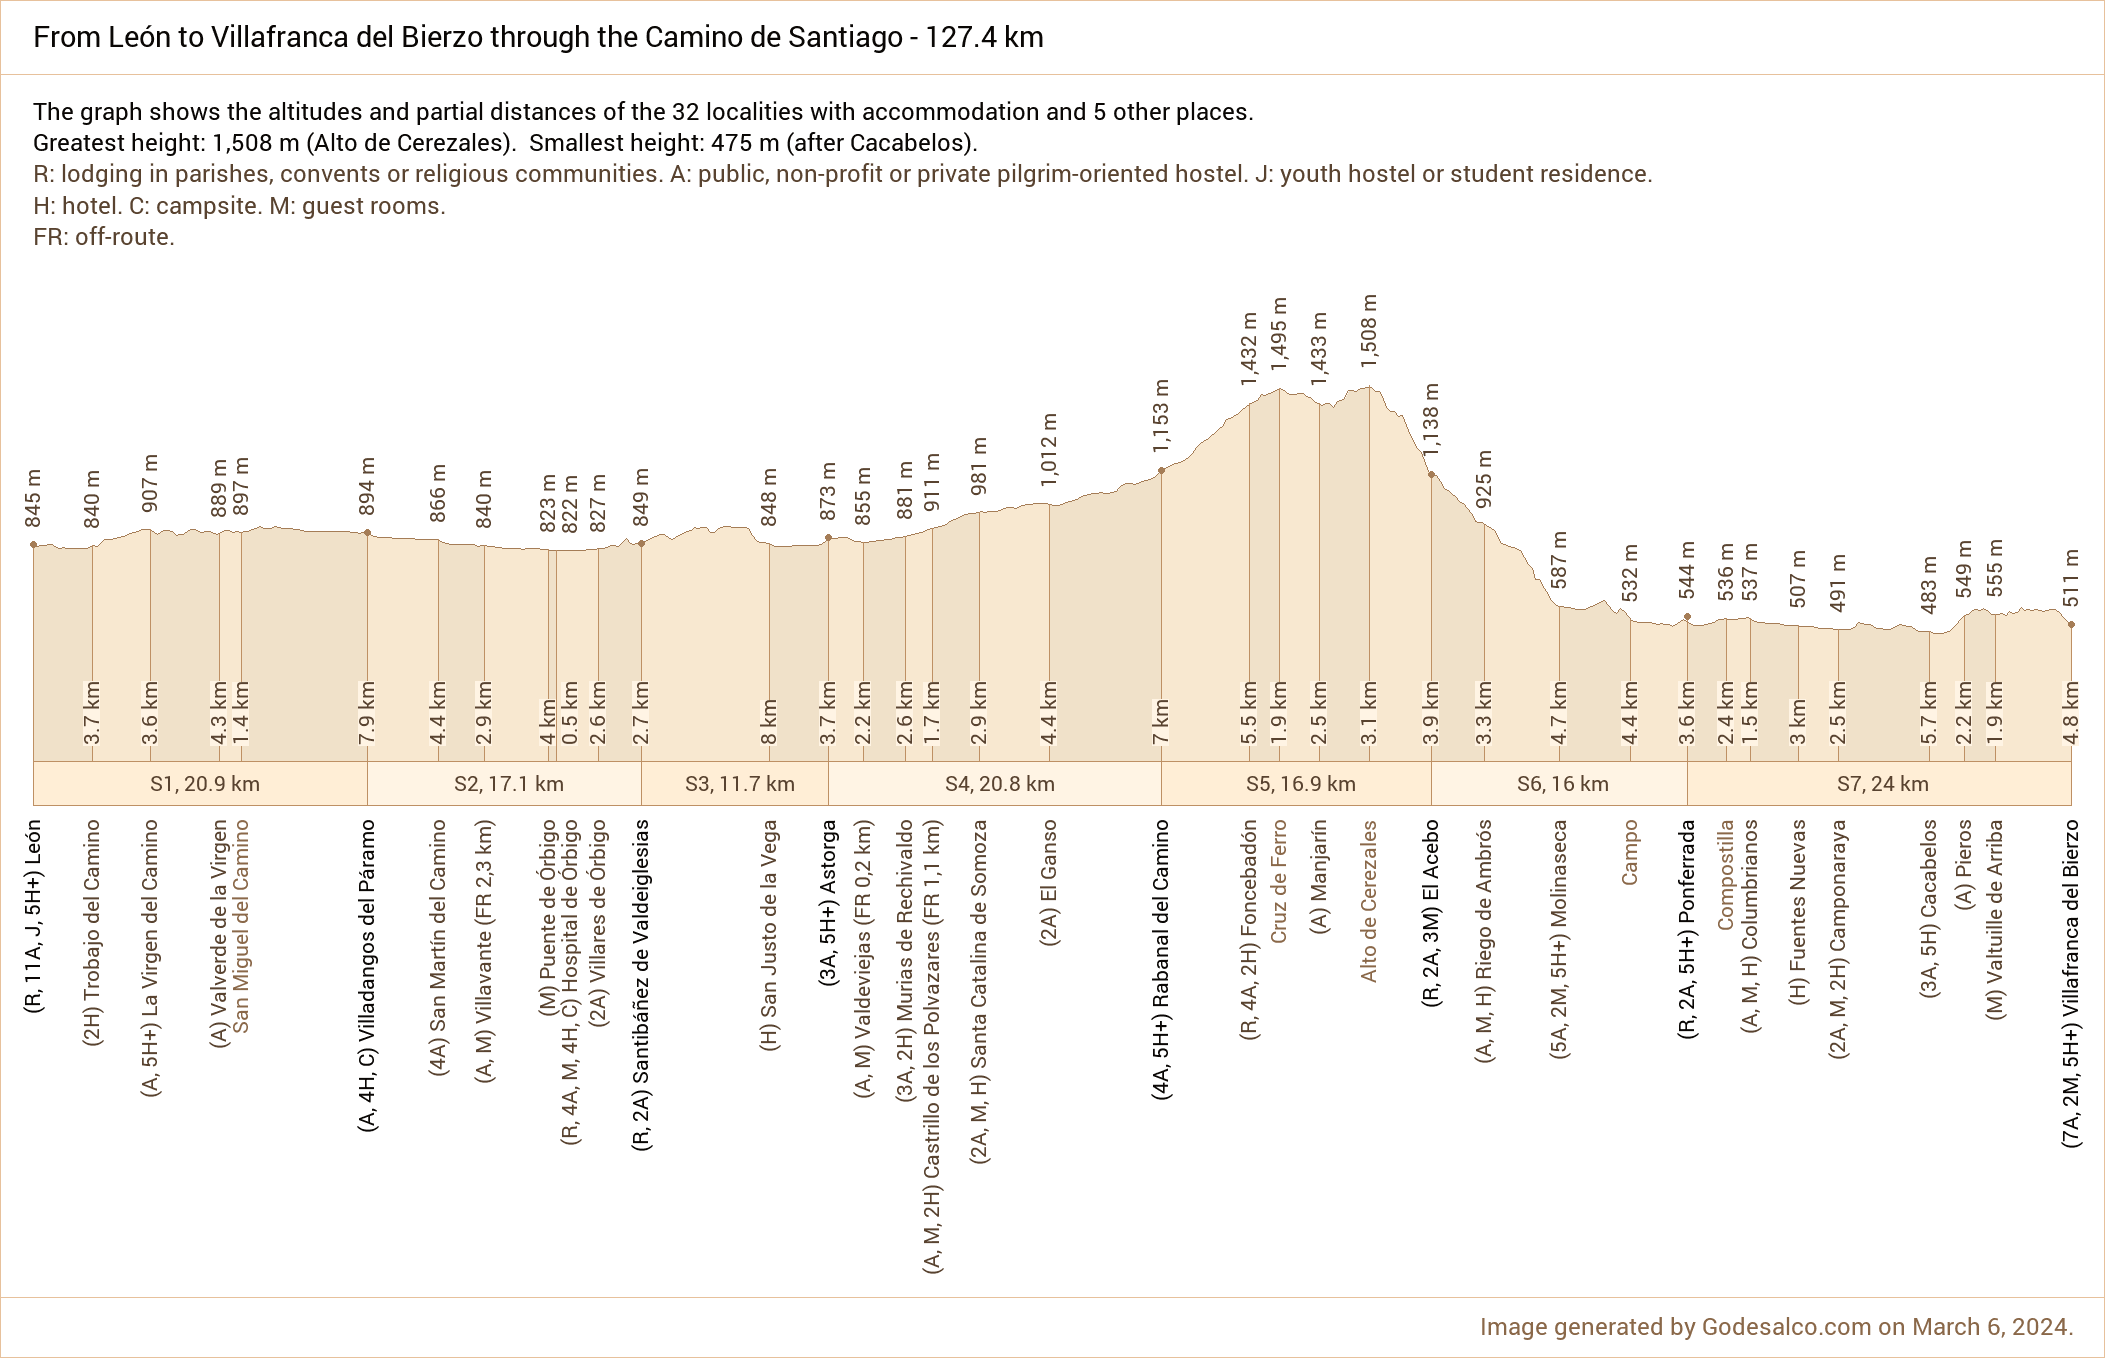 From León to Villafranca del Bierzo through the Camino de Santiago - 127.4 km
The graph shows the altitudes and partial distances of the 32 localities with accommodation and 5 other places.
Greatest height: 1,508 m (Alto de Cerezales).  Smallest height: 475 m (after Cacabelos).
R: lodging in parishes, convents or religious communities. A: public, non-profit or private pilgrim-oriented hostel. J: youth hostel or student residence.
H: hotel. C: campsite. M: guest rooms.
FR: off-route.
845 m
840 m
907 m
889 m
897 m
894 m
866 m
840 m
823 m
822 m
827 m
849 m
848 m
873 m
855 m
881 m
911 m
981 m
1,012 m
1,153 m
1,432 m
1,495 m
1,433 m
1,508 m
1,138 m
925 m
587 m
532 m
544 m
536 m
537 m
507 m
491 m
483 m
549 m
555 m
511 m
3.7 km
3.6 km
4.3 km
1.4 km
7.9 km
4.4 km
2.9 km
4 km
0.5 km
2.6 km
2.7 km
8 km
3.7 km
2.2 km
2.6 km
1.7 km
2.9 km
4.4 km
7 km
5.5 km
1.9 km
2.5 km
3.1 km
3.9 km
3.3 km
4.7 km
4.4 km
3.6 km
2.4 km
1.5 km
3 km
2.5 km
5.7 km
2.2 km
1.9 km
4.8 km
S1, 20.9 km
S2, 17.1 km
S3, 11.7 km
S4, 20.8 km
S5, 16.9 km
S6, 16 km
S7, 24 km
(R, 11A, J, 5H+) León
(2H) Trobajo del Camino
(A, 5H+) La Virgen del Camino
(A) Valverde de la Virgen
San Miguel del Camino
(A, 4H, C) Villadangos del Páramo
(4A) San Martín del Camino
(A, M) Villavante (FR 2,3 km)
(M) Puente de Órbigo
(R, 4A, M, 4H, C) Hospital de Órbigo
(2A) Villares de Órbigo
(R, 2A) Santibáñez de Valdeiglesias
(H) San Justo de la Vega
(3A, 5H+) Astorga
(A, M) Valdeviejas (FR 0,2 km)
(3A, 2H) Murias de Rechivaldo
(A, M, 2H) Castrillo de los Polvazares (FR 1,1 km)
(2A, M, H) Santa Catalina de Somoza
(2A) El Ganso
(4A, 5H+) Rabanal del Camino
(R, 4A, 2H) Foncebadón
Cruz de Ferro
(A) Manjarín
Alto de Cerezales
(R, 2A, 3M) El Acebo
(A, M, H) Riego de Ambrós
(5A, 2M, 5H+) Molinaseca
Campo
(R, 2A, 5H+) Ponferrada
Compostilla
(A, M, H) Columbrianos
(H) Fuentes Nuevas
(2A, M, 2H) Camponaraya
(3A, 5H) Cacabelos
(A) Pieros
(M) Valtuille de Arriba
(7A, 2M, 5H+) Villafranca del Bierzo
Image generated by Godesalco.com on March 6, 2024.